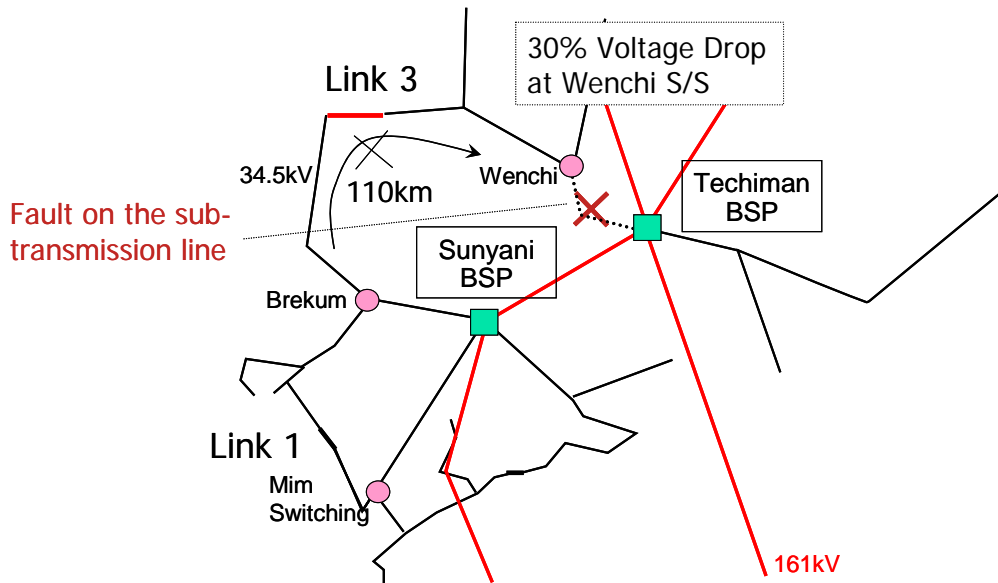 30% Voltage Drop
at Wenchi S/S
Link 3
34.5kV
110km
Wenchi
Techiman
BSP
Fault on the sub-
transmission line
Sunyani
BSP
Brekum
Link 1
Mim
Switching
161kV